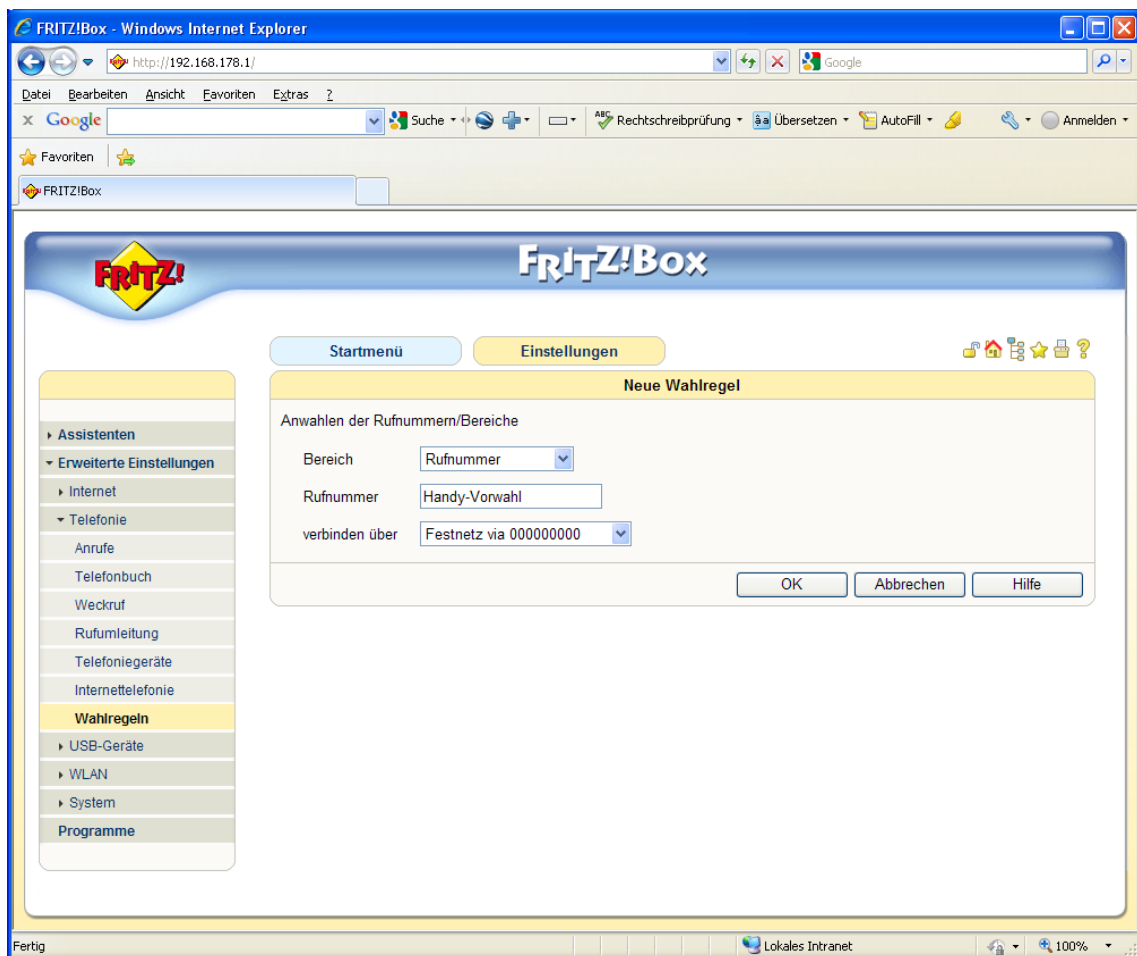 FRITZ!Box - Windows Internet Explorer
http://192.168.178.1/
Google
Datei Bearbeiten Ansicht Favoriten Extras ?
x Google Suche ABC Rechtschreibprüfung âa Übersetzen AutoFill Anmelden
Favoriten
FRITZ!Box
FRITZ!
FRITZ!Box
Startmenü Einstellungen
Neue Wahlregel
Assistenten
Erweiterte Einstellungen
Internet
Telefonie
Anrufe
Telefonbuch
Weckruf
Rufumleitung
Telefoniegeräte
Internettelefonie
Wahlregeln
USB-Geräte
WLAN
System
Programme
Anwahlen der Rufnummern/Bereiche
Bereich Rufnummer
Rufnummer Handy-Vorwahl
verbinden über Festnetz via 000000000
OK Abbrechen Hilfe
Fertig Lokales Intranet 100%